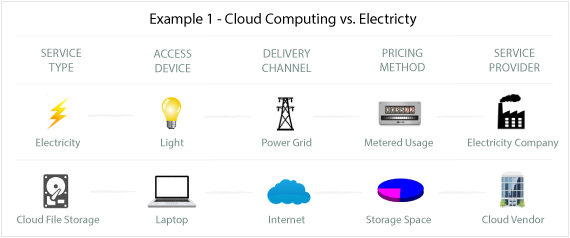 Example 1 - Cloud Computing vs. Electricty
SERVICE TYPE
ACCESS DEVICE
DELIVERY CHANNEL
PRICING METHOD
SERVICE PROVIDER
Electricity
Light
Power Grid
Metered Usage
Electricity Company
Cloud File Storage
Laptop
Internet
Storage Space
Cloud Vendor